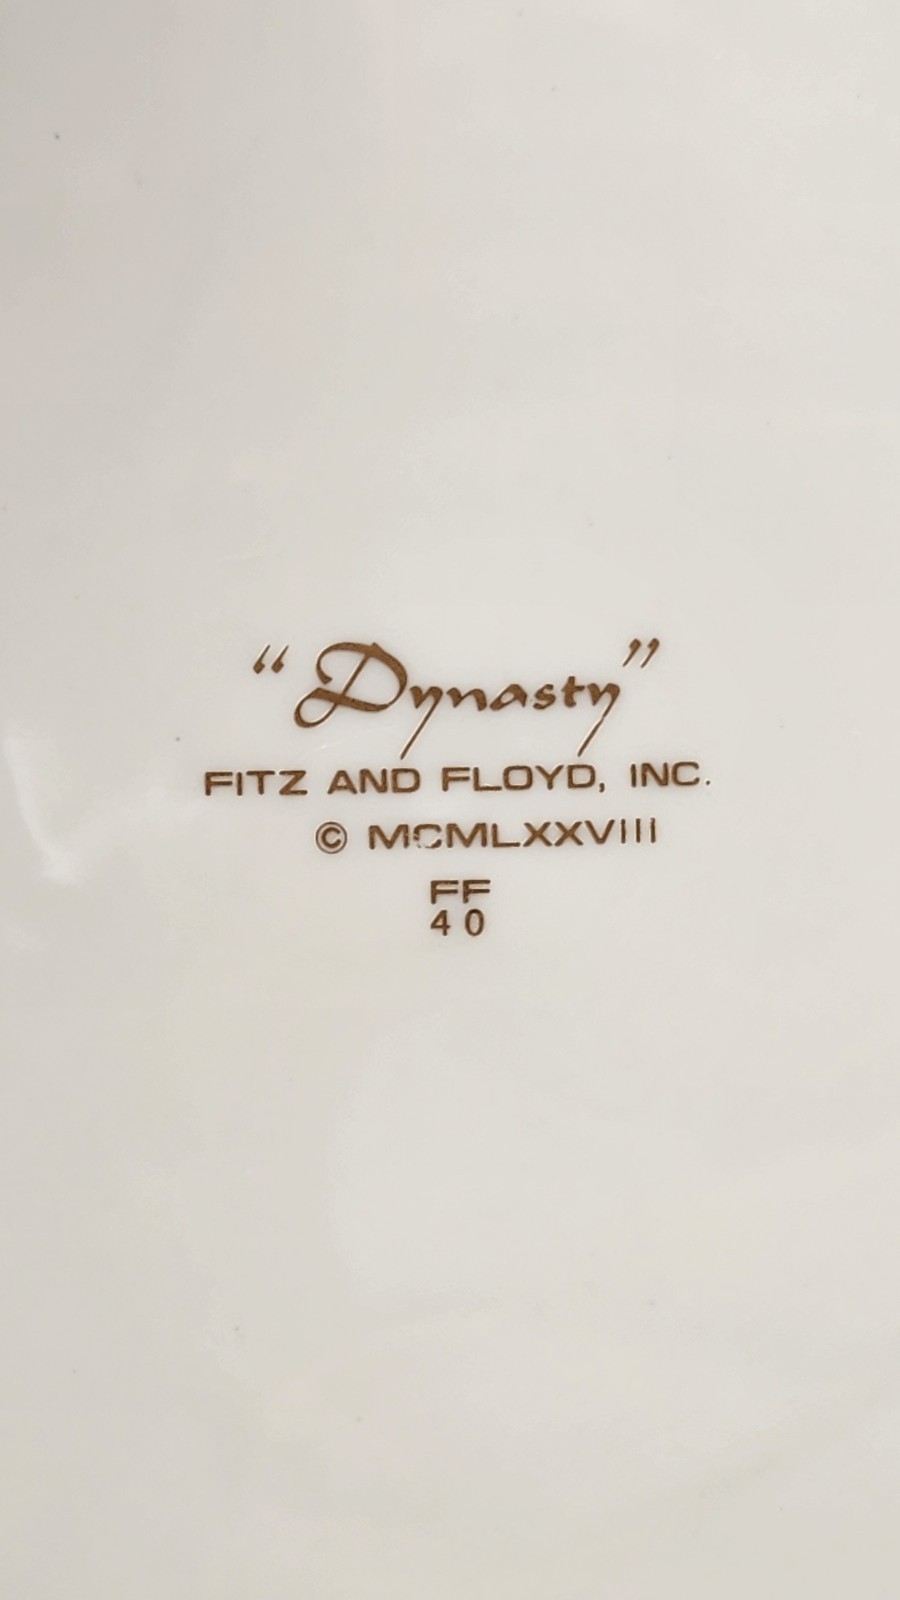 “Dynasty”
FITZ AND FLOYD, INC.
© MCMLXXVIII
FF
40